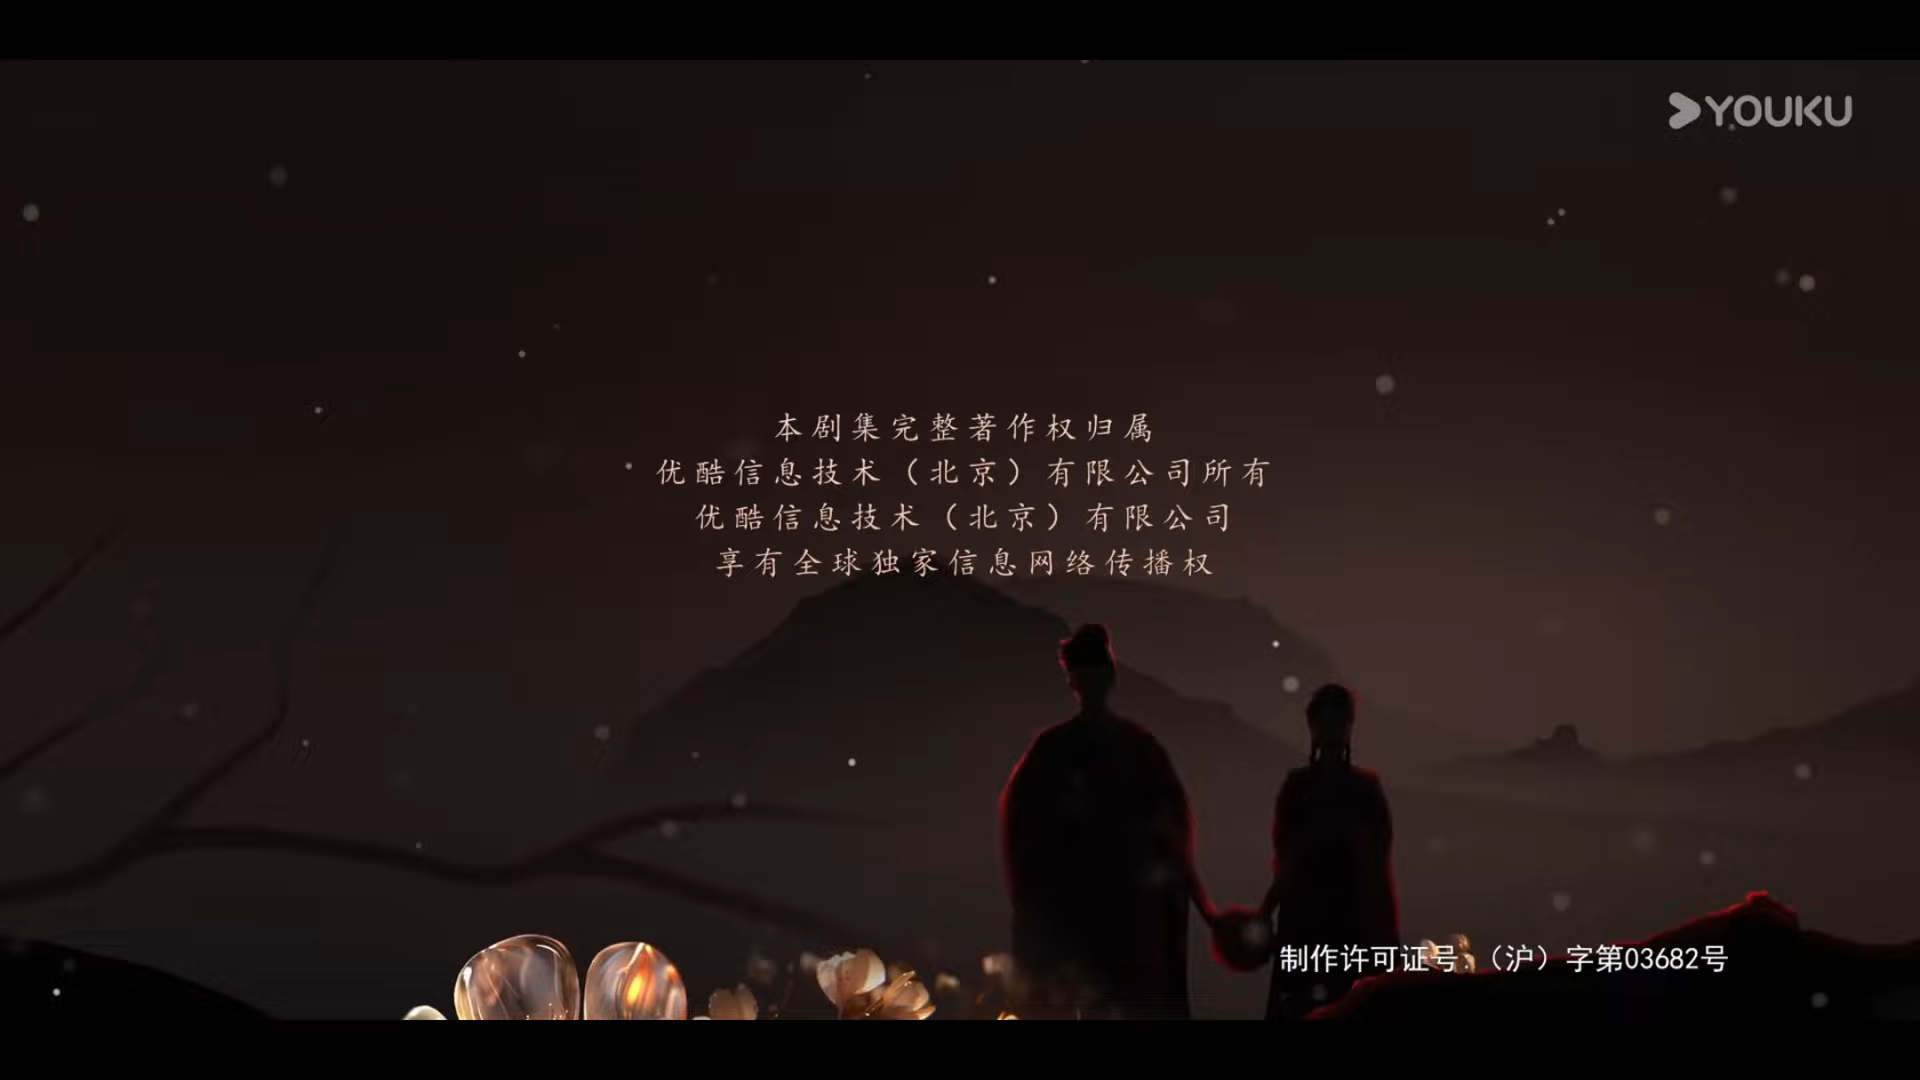 YOUKU
本剧集完整著作权归属
优酷信息技术（北京）有限公司所有
优酷信息技术（北京）有限公司
享有全球独家信息网络传播权
制作许可证号：（沪）字第03682号